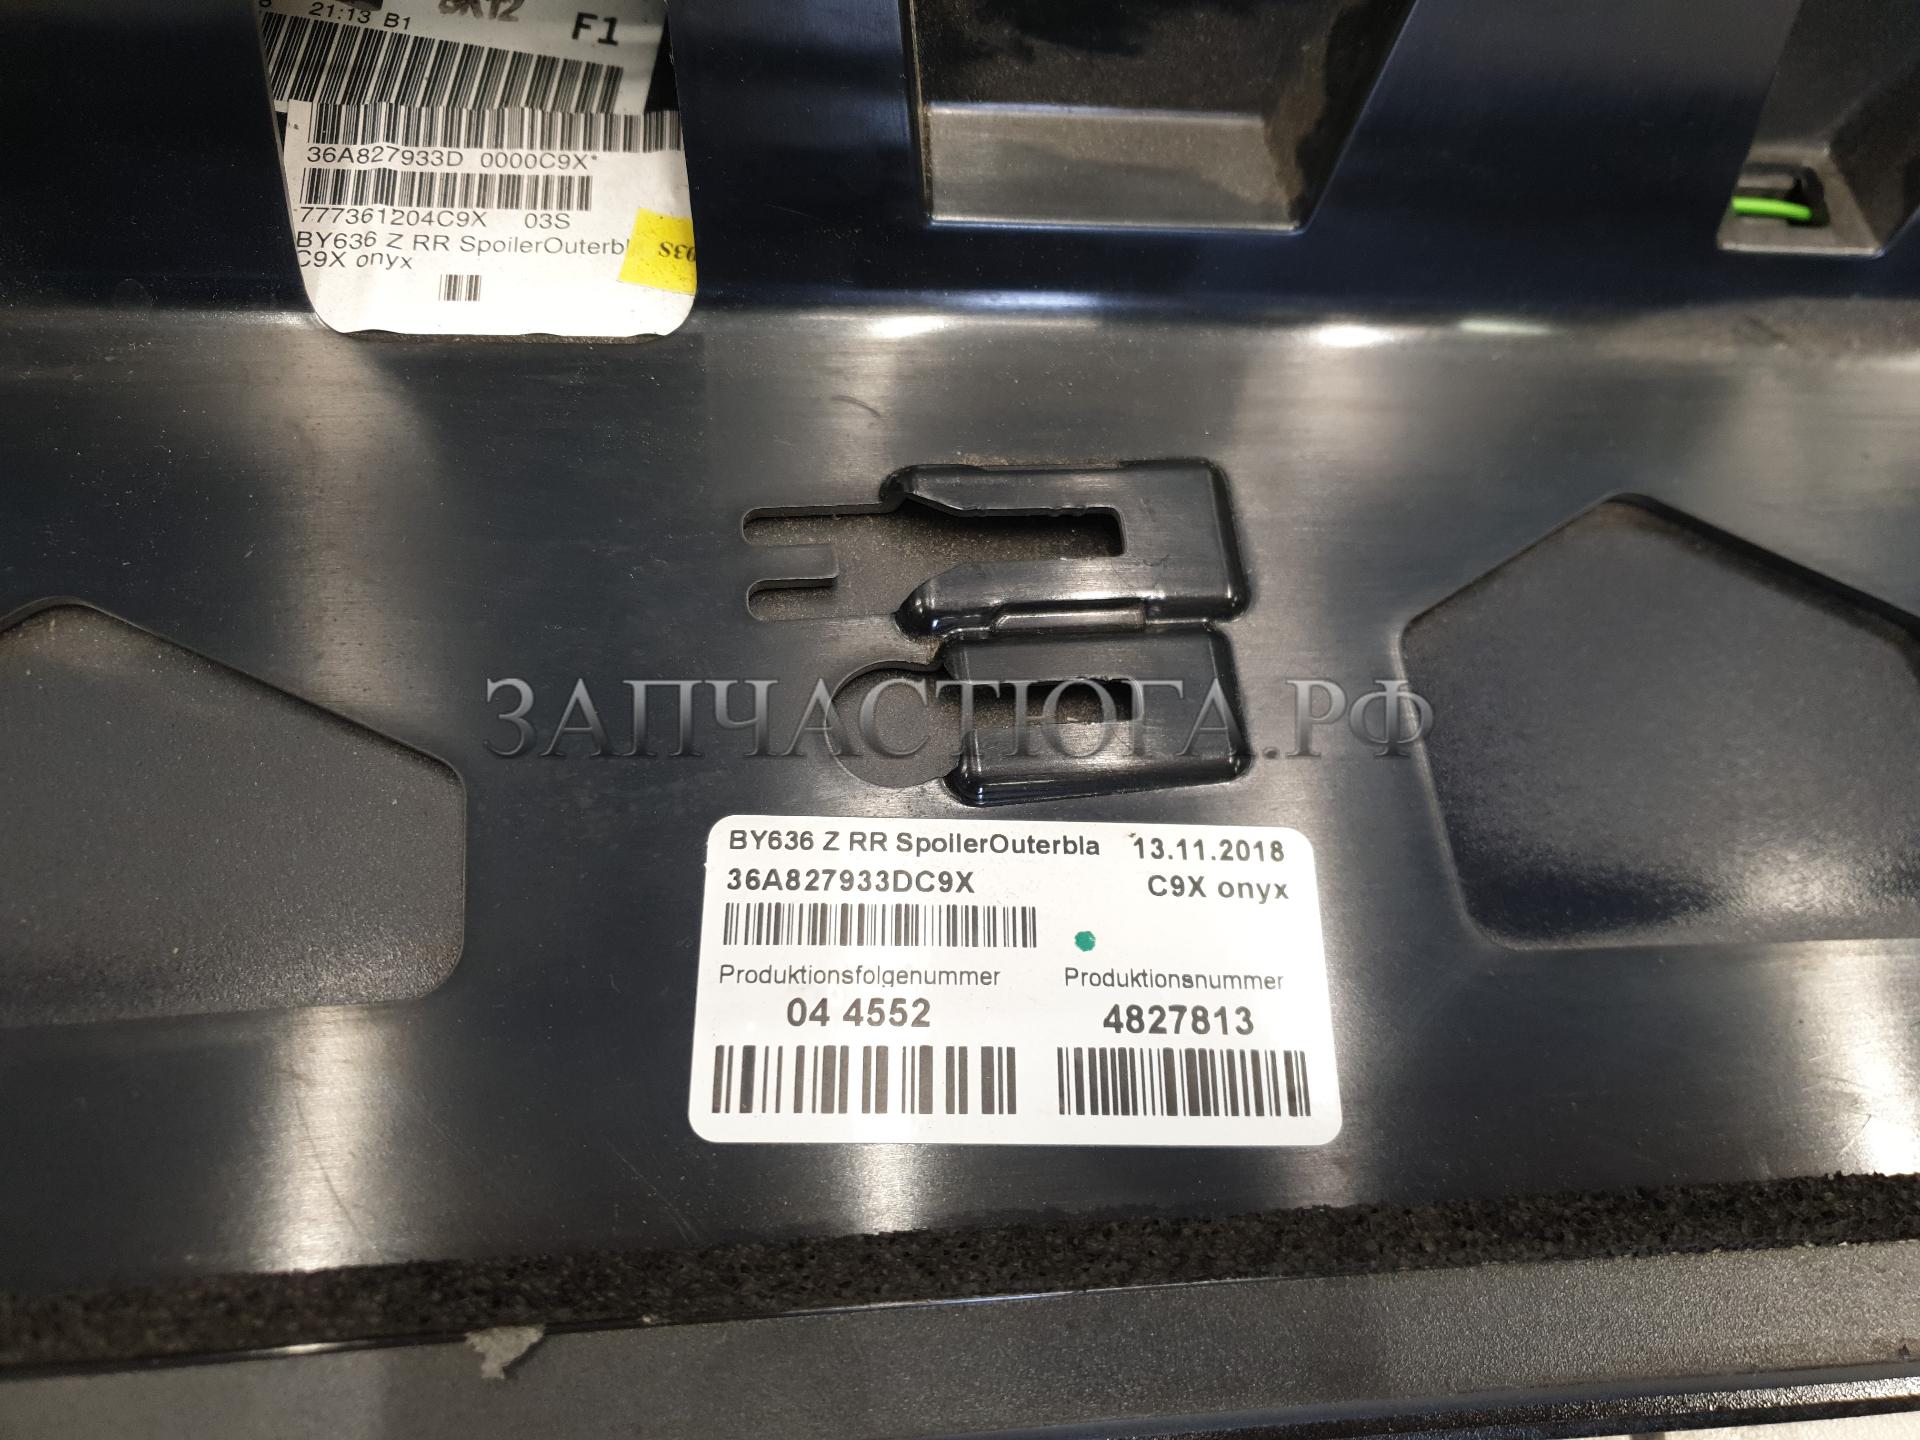 21:13 B1
F1
36A827933D 0000C9X*
777361204C9X 03S
BY636 Z RR SpoilerOuterbl
03S
C9X onyx
ЗАПЧАСТЮГА.РФ
BY636 Z RR SpoilerOuterbla 13.11.2018
36A827933DC9X C9X onyx
Produktionsfolgenummer Produktionsnummer
04 4552 4827813